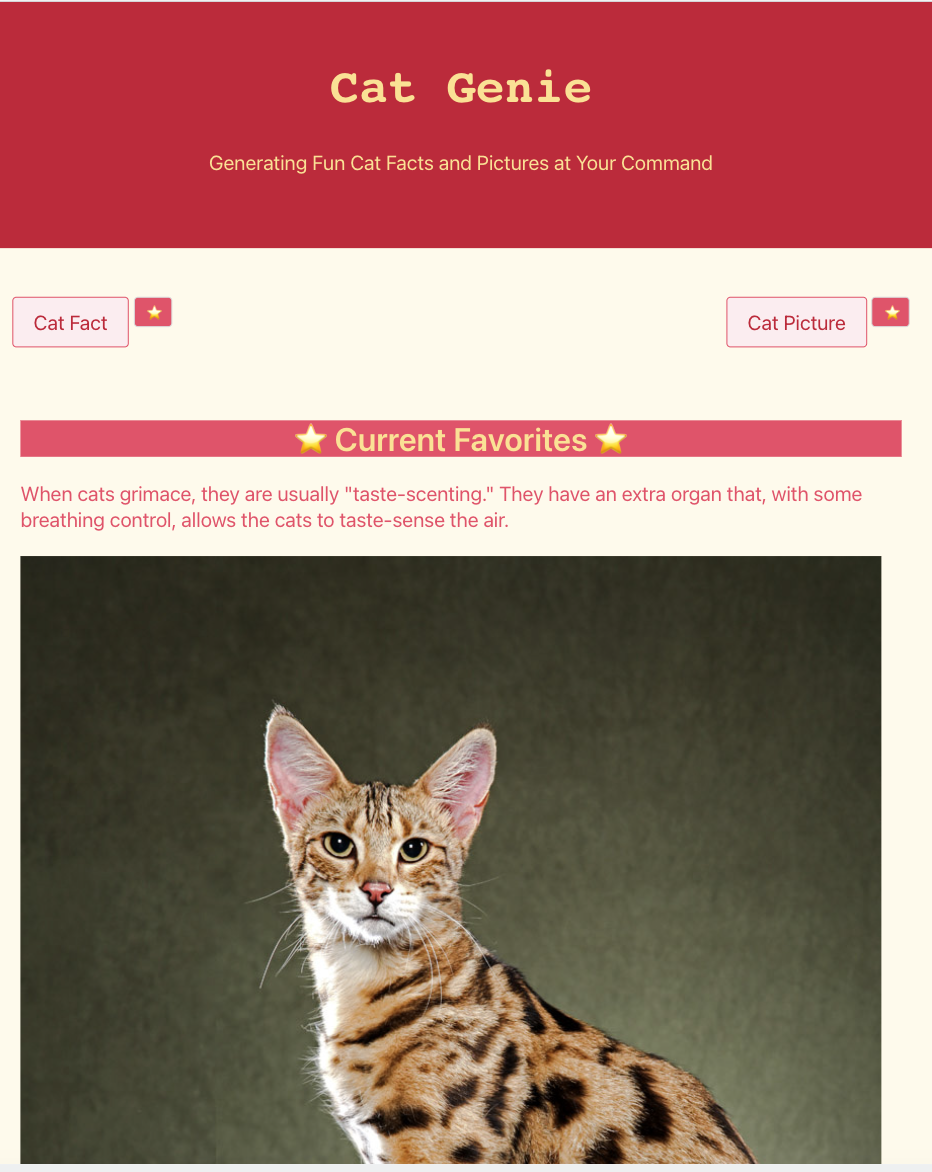 Cat Genie
Generating Fun Cat Facts and Pictures at Your Command
Cat Fact ⭐ Cat Picture ⭐
⭐ Current Favorites ⭐
When cats grimace, they are usually "taste-scenting." They have an extra organ that, with some
breathing control, allows the cats to taste-sense the air.